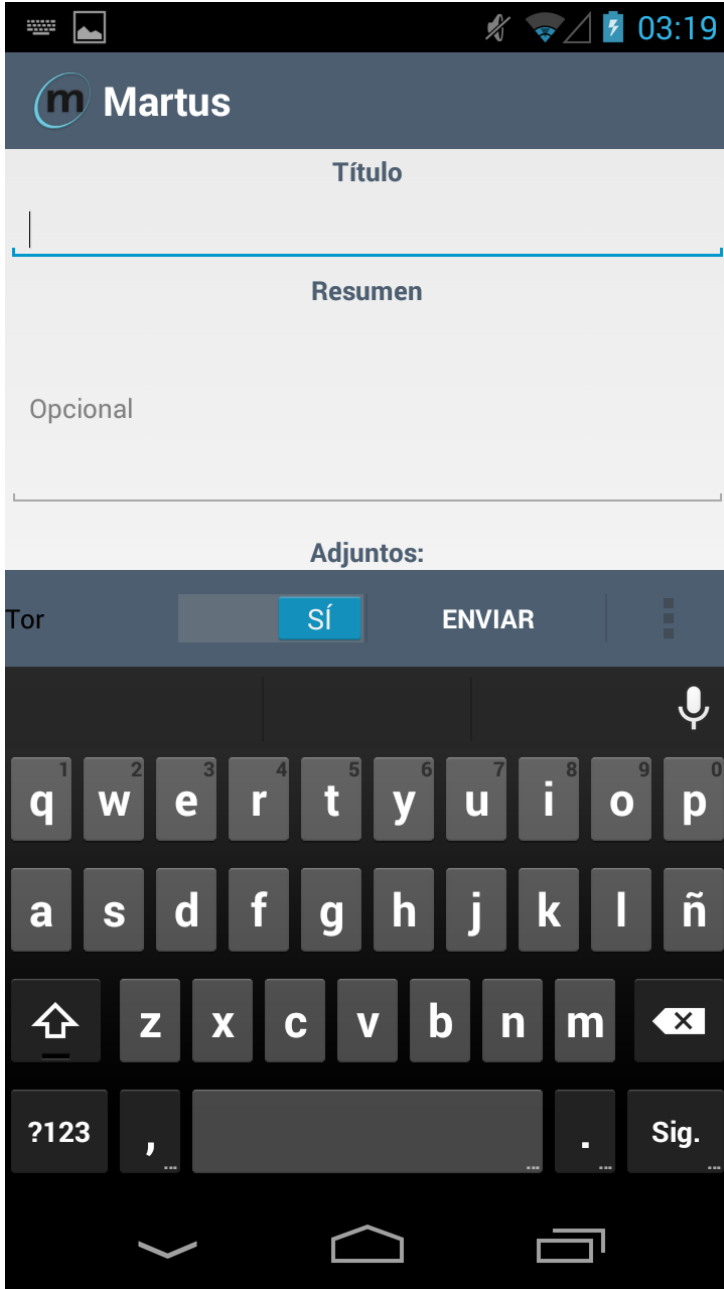 03:19
m Martus
Título
Resumen
Opcional
Adjuntos:
Tor SÍ ENVIAR
1 2 3 4 5 6 7 8 9 0
q w e r t y u i o p
a s d f g h j k l ñ
z x c v b n m
?123 , ... ... . ... Sig. ...